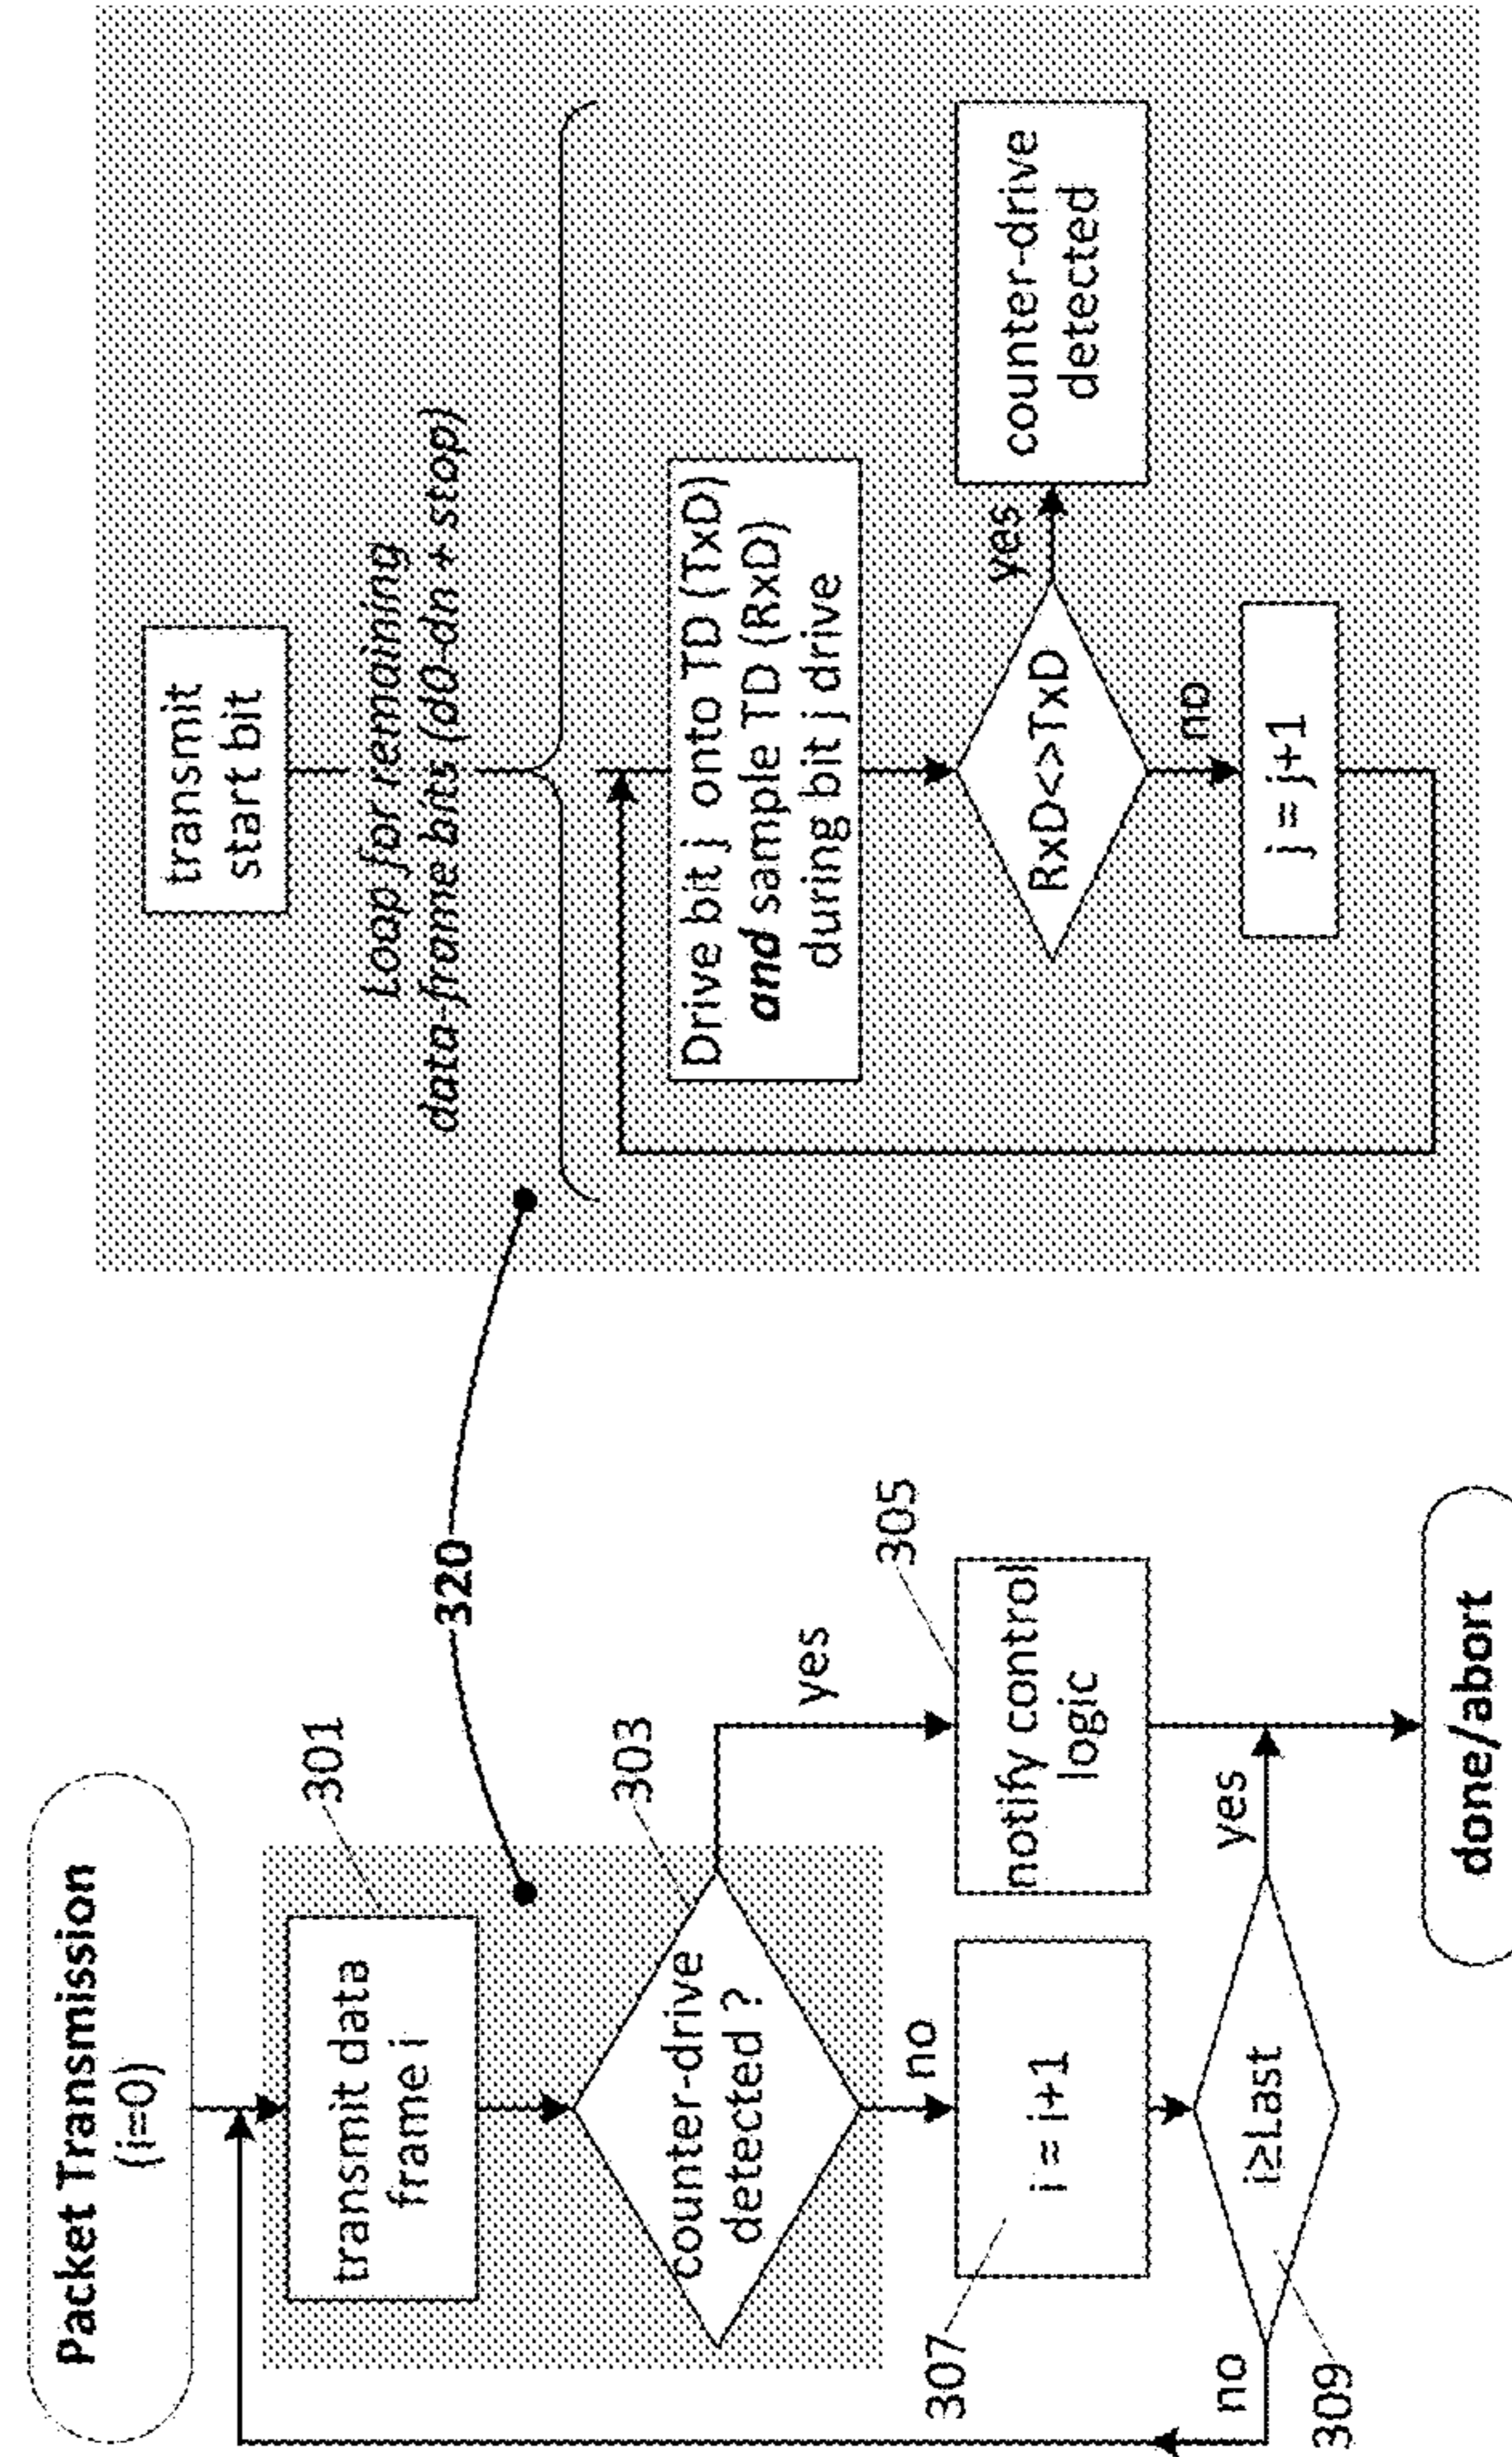 Packet Transmission
(i=0)
301
transmit data
frame i
320
303
counter-drive
detected ?
yes
no
305
notify control
logic
307
i = i+1
i≥Last
yes
no
309
done/abort
transmit
start bit
Loop for remaining
data-frame bits (d0-dn + stop)
Drive bit j onto TD (TxD)
and sample TD (RxD)
during bit j drive
RxD<>TxD
yes
counter-drive
detected
no
j = j+1